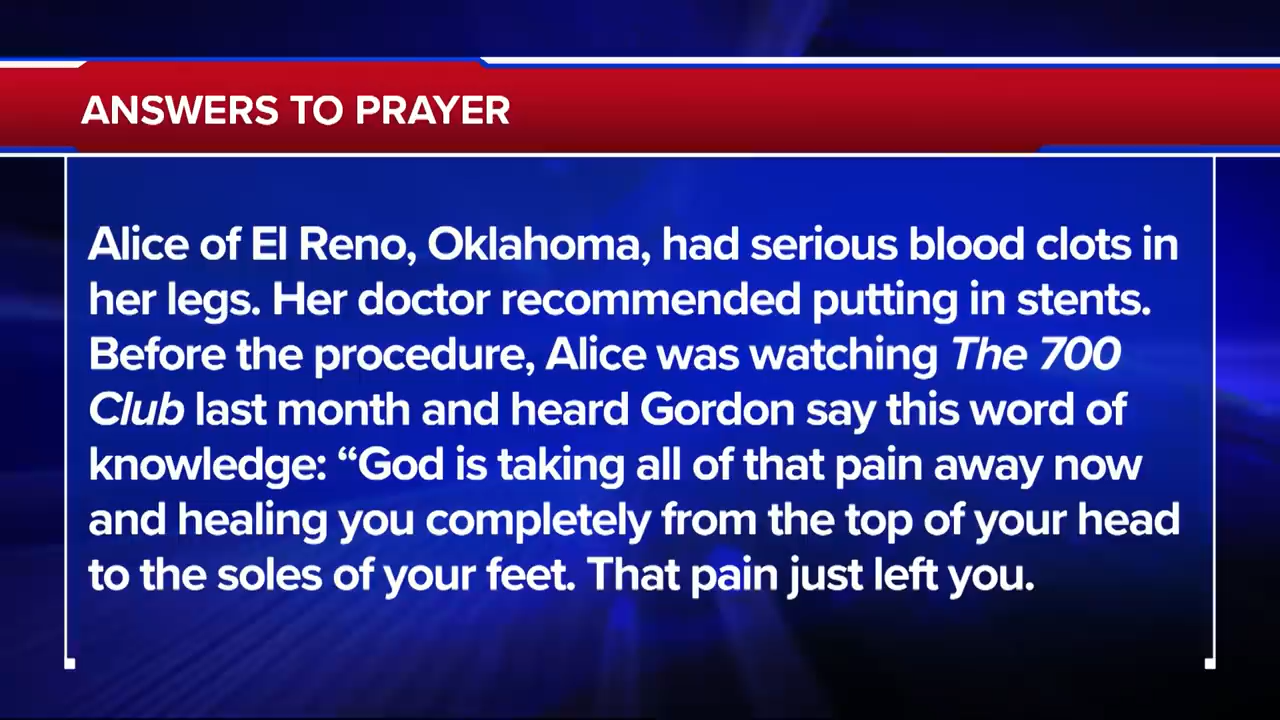 ANSWERS TO PRAYER
Alice of El Reno, Oklahoma, had serious blood clots in
her legs. Her doctor recommended putting in stents.
Before the procedure, Alice was watching The 700
Club last month and heard Gordon say this word of
knowledge: “God is taking all of that pain away now
and healing you completely from the top of your head
to the soles of your feet. That pain just left you.